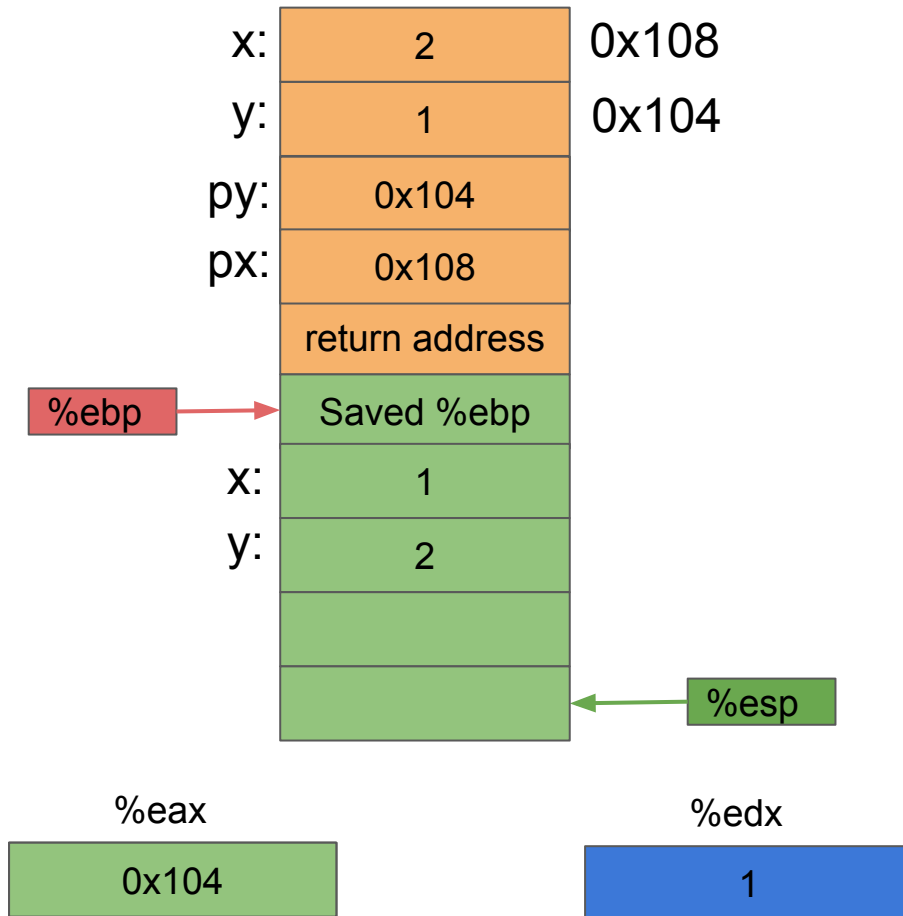 x: 2 0x108
y: 1 0x104
py: 0x104
px: 0x108
return address
%ebp Saved %ebp
x: 1
y: 2
%esp
%eax %edx
0x104 1